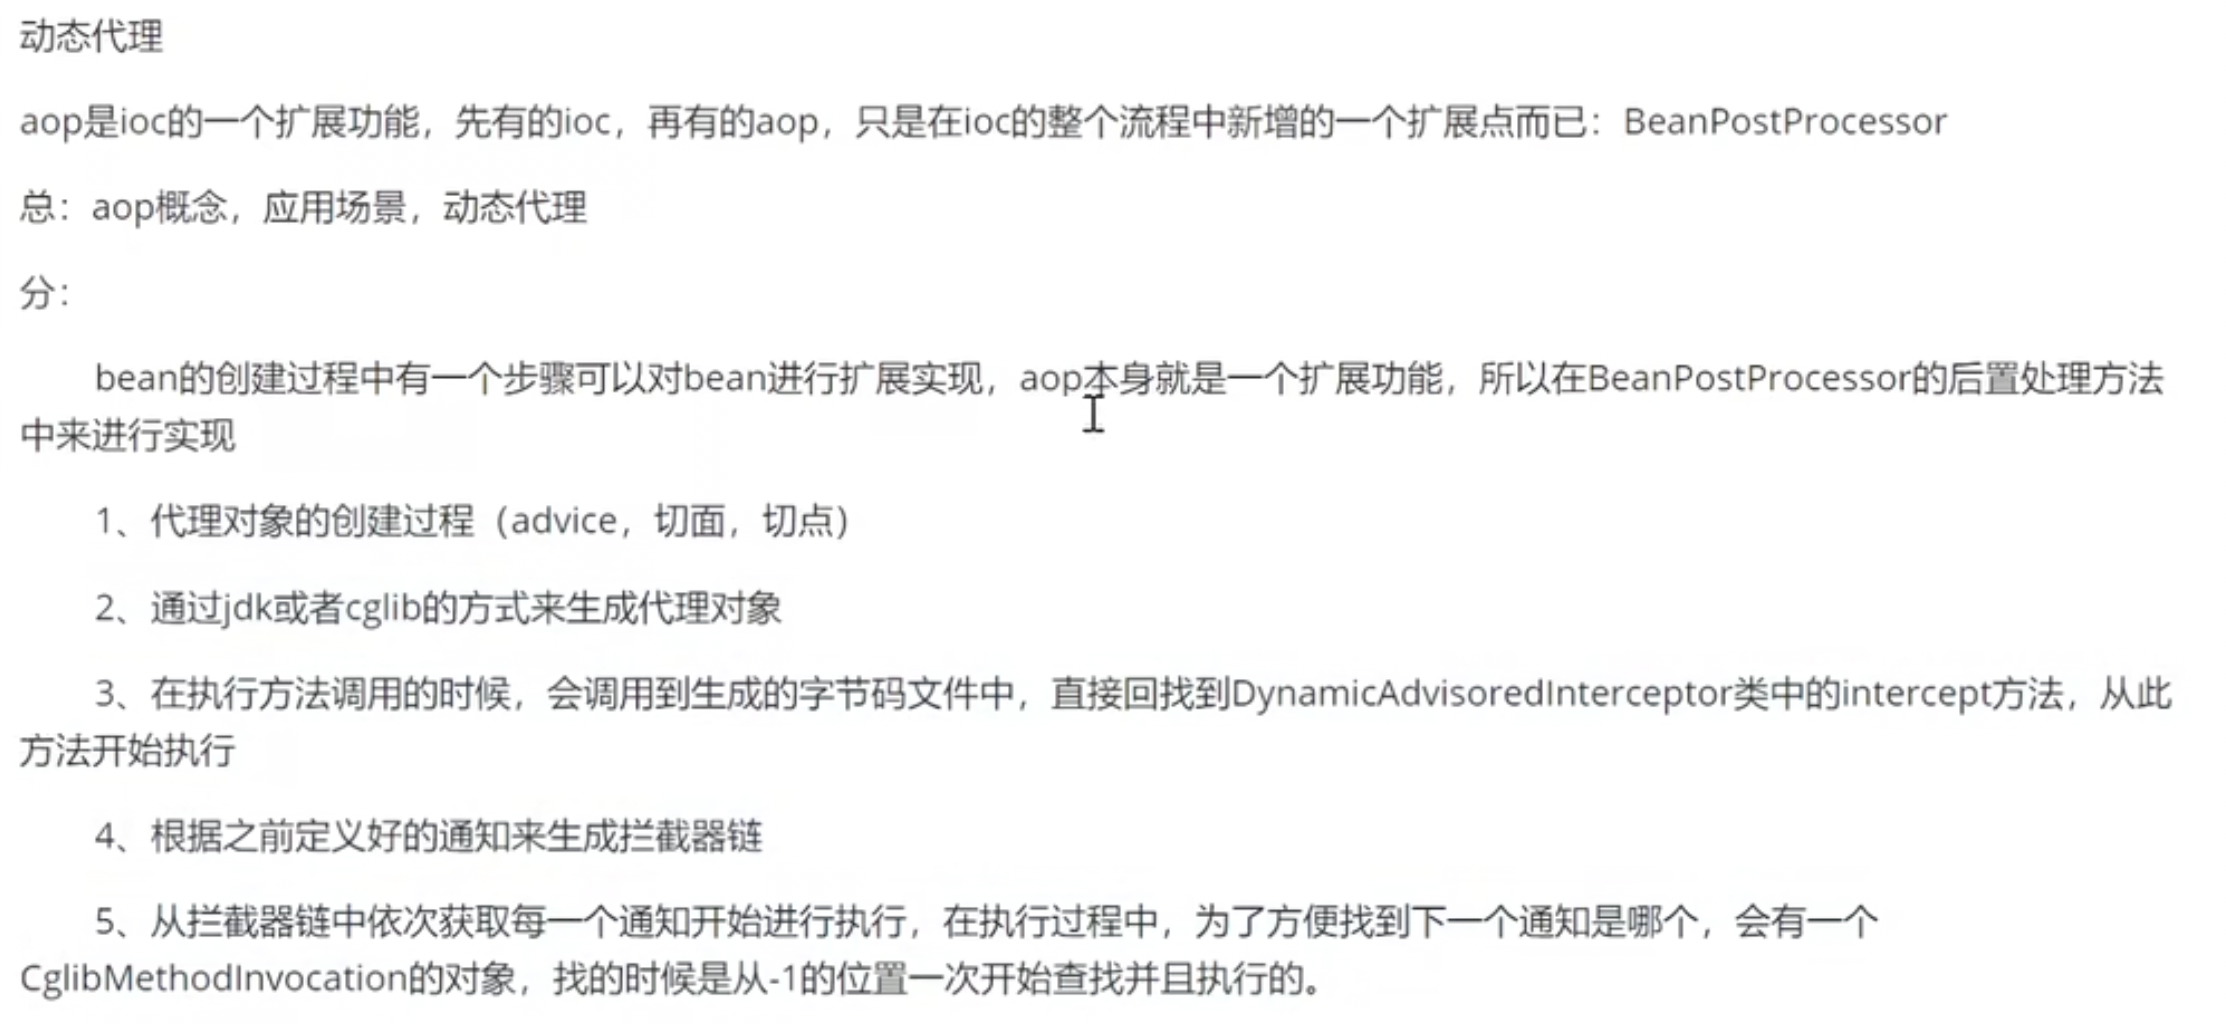 动态代理
aop是ioc的一个扩展功能，先有的ioc，再有的aop，只是在ioc的整个流程中新增的一个扩展点而已：BeanPostProcessor
总：aop概念，应用场景，动态代理
分：
bean的创建过程中有一个步骤可以对bean进行扩展实现，aop本身就是一个扩展功能，所以在BeanPostProcessor的后置处理方法
中来进行实现
1、代理对象的创建过程（advice，切面，切点）
2、通过jdk或者cglib的方式来生成代理对象
3、在执行方法调用的时候，会调用到生成的字节码文件中，直接回找到DynamicAdvisoredInterceptor类中的intercept方法，从此
方法开始执行
4、根据之前定义好的通知来生成拦截器链
5、从拦截器链中依次获取每一个通知开始进行执行，在执行过程中，为了方便找到下一个通知是哪个，会有一个
CglibMethodInvocation的对象，找的时候是从-1的位置一次开始查找并且执行的。